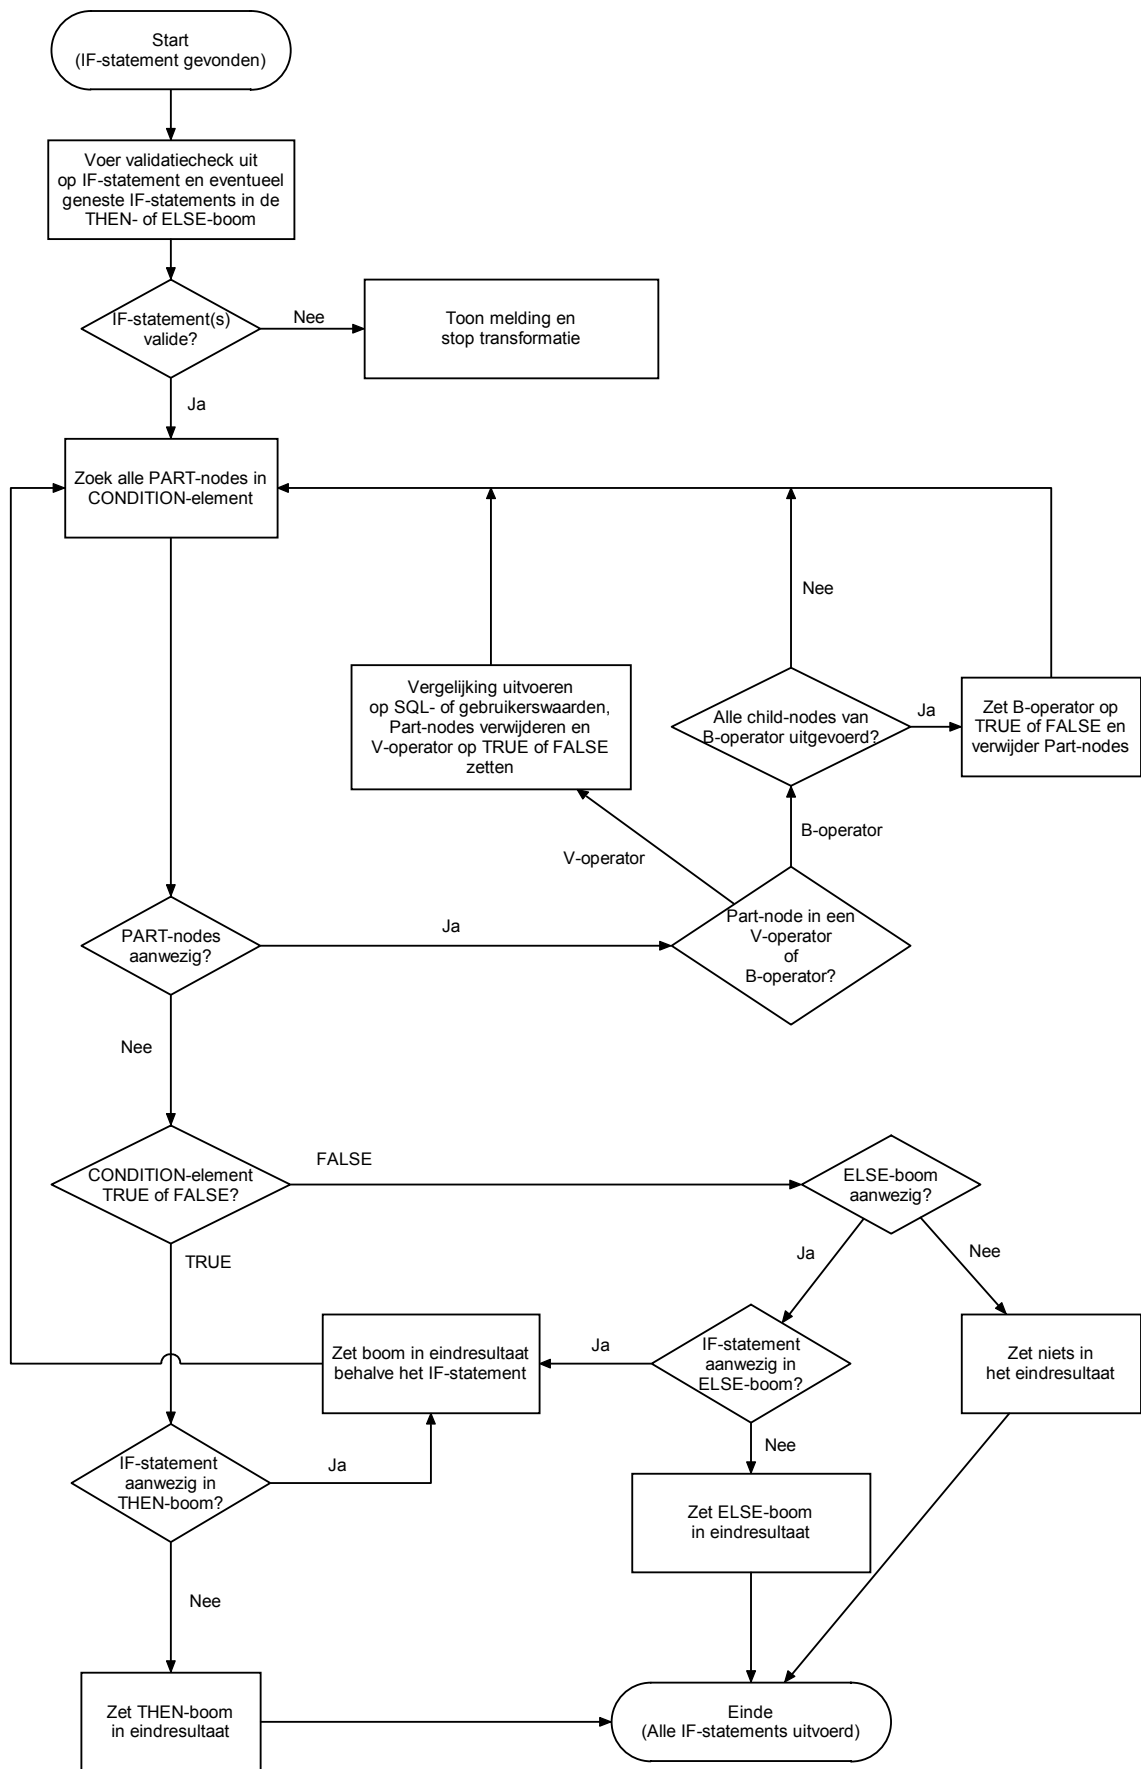 Start
(IF-statement gevonden)
Voer validatiecheck uit
op IF-statement en eventueel
geneste IF-statements in de
THEN- of ELSE-boom
IF-statement(s)
valide?
Nee
Toon melding en
stop transformatie
Ja
Zoek alle PART-nodes in
CONDITION-element
Nee
Vergelijking uitvoeren
op SQL- of gebruikerswaarden,
Part-nodes verwijderen en
V-operator op TRUE of FALSE
zetten
Alle child-nodes van
B-operator uitgevoerd?
Ja
Zet B-operator op
TRUE of FALSE en
verwijder Part-nodes
V-operator
B-operator
PART-nodes
aanwezig?
Ja
Part-node in een
V-operator
of
B-operator?
Nee
CONDITION-element
TRUE of FALSE?
FALSE
ELSE-boom
aanwezig?
TRUE
Ja
Nee
Zet boom in eindresultaat
behalve het IF-statement
Ja
IF-statement
aanwezig in
ELSE-boom?
Zet niets in
het eindresultaat
Nee
IF-statement
aanwezig in
THEN-boom?
Ja
Zet ELSE-boom
in eindresultaat
Nee
Zet THEN-boom
in eindresultaat
Einde
(Alle IF-statements uitvoerd)